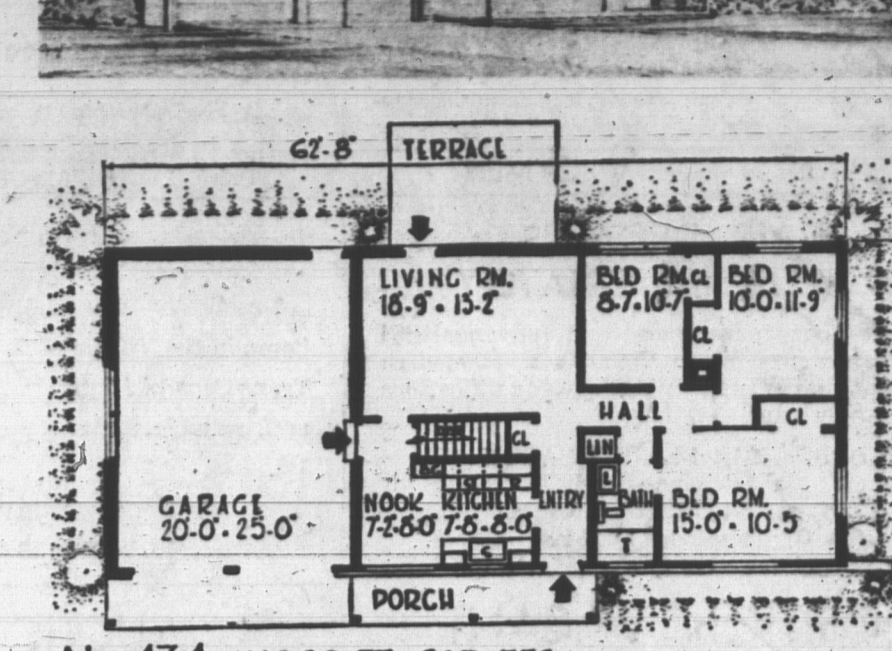 62'-8"
TERRACE
LIVING RM.
18'-9" . 15'-2"
BED RM.
8'-7" . 10'-7"
CL
BED RM.
10'-0" . 11'-9"
CL
HALL
CL
CL
LIN
L
GARAGE
20'-0" . 25'-0"
NOOK
7'-2" . 8'-0"
KITCHEN
7'-8" . 8'-0"
ENTRY
BATH
BED RM.
15'-0" . 10'-5"
T
PORCH